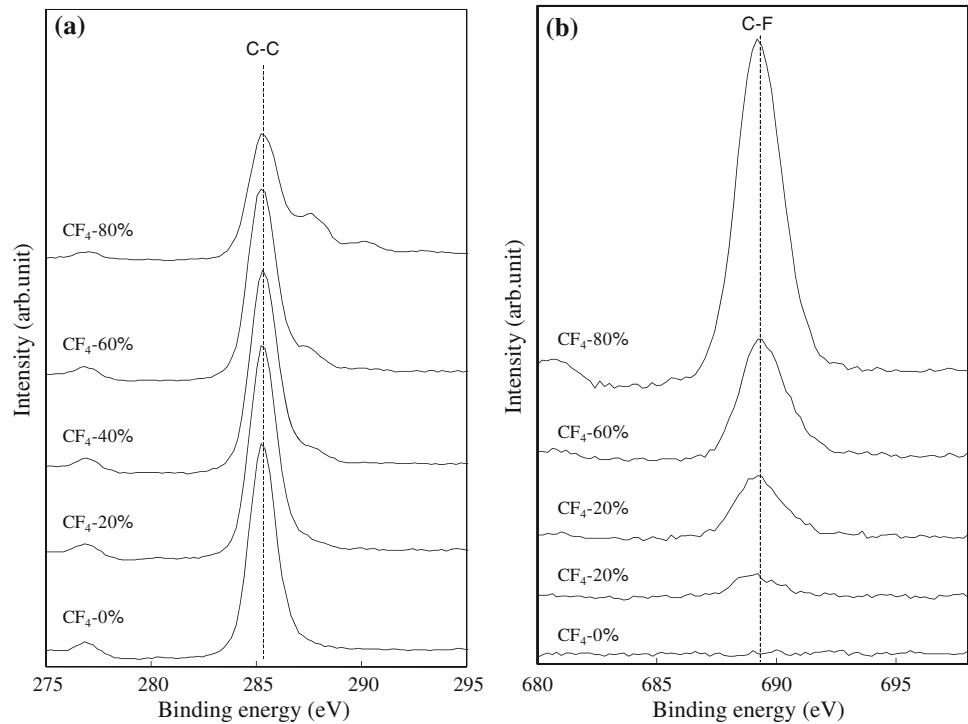 (a)
C-C
CF₄-80%
CF₄-60%
CF₄-40%
CF₄-20%
CF₄-0%
Intensity (arb.unit)
275 280 285 290 295
Binding energy (eV)
(b)
C-F
CF₄-80%
CF₄-60%
CF₄-20%
CF₄-20%
CF₄-0%
Intensity (arb.unit)
680 685 690 695
Binding energy (eV)